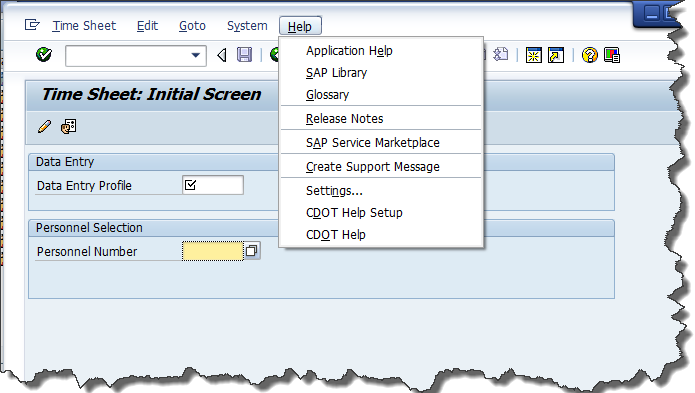 Time Sheet Edit Goto System Help
Application Help
SAP Library
Glossary
Release Notes
SAP Service Marketplace
Create Support Message
Settings...
CDOT Help Setup
CDOT Help
Time Sheet: Initial Screen
Data Entry
Data Entry Profile
Personnel Selection
Personnel Number